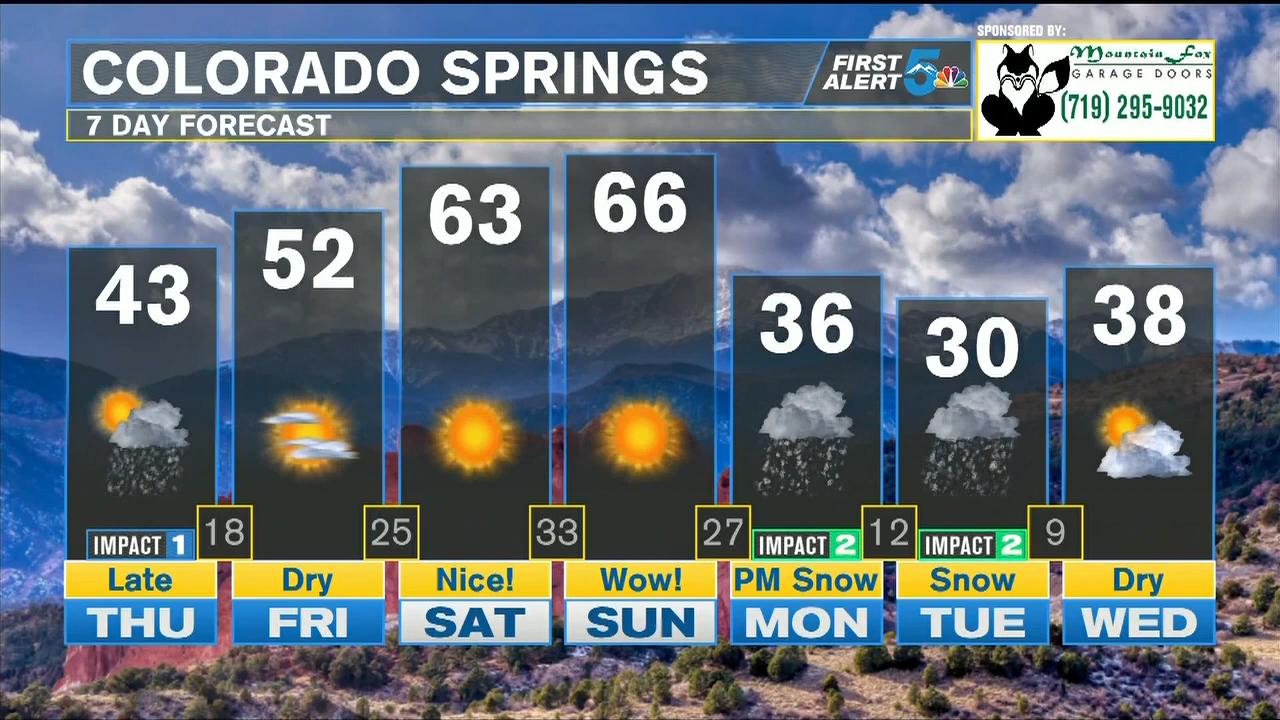 SPONSORED BY:
COLORADO SPRINGS
FIRST ALERT 5
Mountain Fox
GARAGE DOORS
(719) 295-9032
7 DAY FORECAST
43
52
63
66
36
30
38
18
25
33
27
12
9
IMPACT 1
IMPACT 2
IMPACT 2
Late
Dry
Nice!
Wow!
PM Snow
Snow
Dry
THU
FRI
SAT
SUN
MON
TUE
WED